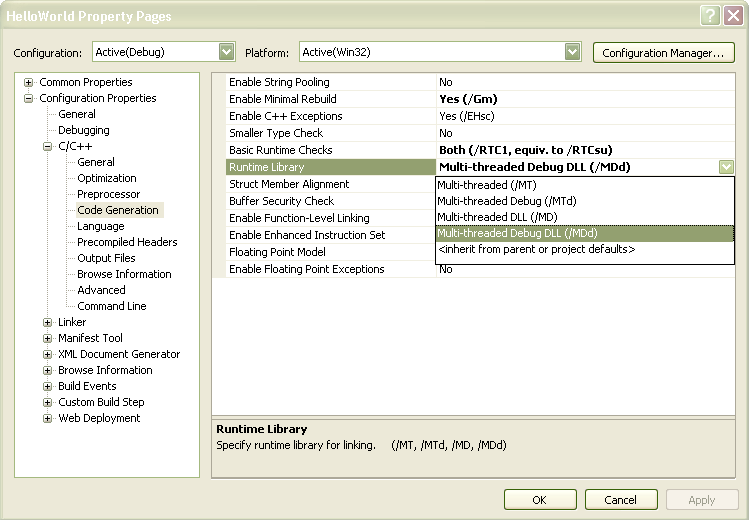 HelloWorld Property Pages
Configuration: Active(Debug) Platform: Active(Win32) Configuration Manager...
Common Properties
Configuration Properties
General
Debugging
C/C++
General
Optimization
Preprocessor
Code Generation
Language
Precompiled Headers
Output Files
Browse Information
Advanced
Command Line
Linker
Manifest Tool
XML Document Generator
Browse Information
Build Events
Custom Build Step
Web Deployment
Enable String Pooling No
Enable Minimal Rebuild Yes (/Gm)
Enable C++ Exceptions Yes (/EHsc)
Smaller Type Check No
Basic Runtime Checks Both (/RTC1, equiv. to /RTCsu)
Runtime Library Multi-threaded Debug DLL (/MDd)
Struct Member Alignment Multi-threaded (/MT)
Buffer Security Check Multi-threaded Debug (/MTd)
Enable Function-Level Linking Multi-threaded DLL (/MD)
Enable Enhanced Instruction Set Multi-threaded Debug DLL (/MDd)
Floating Point Model <inherit from parent or project defaults>
Enable Floating Point Exceptions No
Runtime Library
Specify runtime library for linking. (/MT, /MTd, /MD, /MDd)
OK Cancel Apply